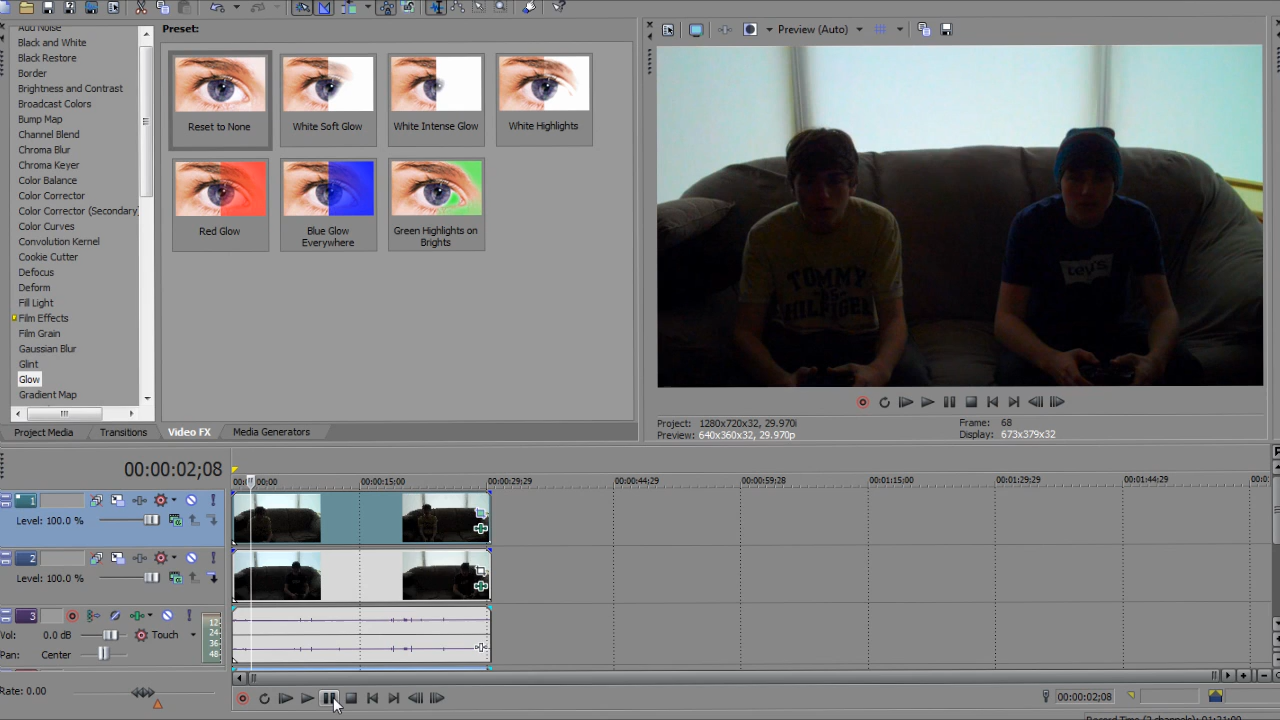 Preset:
Preview (Auto)
Add Noise
Black and White
Black Restore
Border
Brightness and Contrast
Broadcast Colors
Bump Map
Channel Blend
Chroma Blur
Chroma Keyer
Color Balance
Color Corrector
Color Corrector (Secondary)
Color Curves
Convolution Kernel
Cookie Cutter
Defocus
Deform
Fill Light
Film Effects
Film Grain
Gaussian Blur
Glint
Glow
Gradient Map
Reset to None
White Soft Glow
White Intense Glow
White Highlights
Red Glow
Blue Glow
Everywhere
Green Highlights on
Brights
TOMMY
HILFIGER
Project: 1280x720x32, 29.970i
Preview: 640x360x32, 29.970p
Frame: 68
Display: 673x379x32
Project Media
Transitions
Video FX
Media Generators
00:00:02;08
00:00:15:00
00:00:29;29
00:00:44;29
00:00:59;28
00:01:15:00
00:01:29;29
00:01:44;29
1
Level: 100.0 %
2
Level: 100.0 %
3
Vol: 0.0 dB
Touch
Pan: Center
12
24
36
48
Rate: 0.00
00:00:02;08